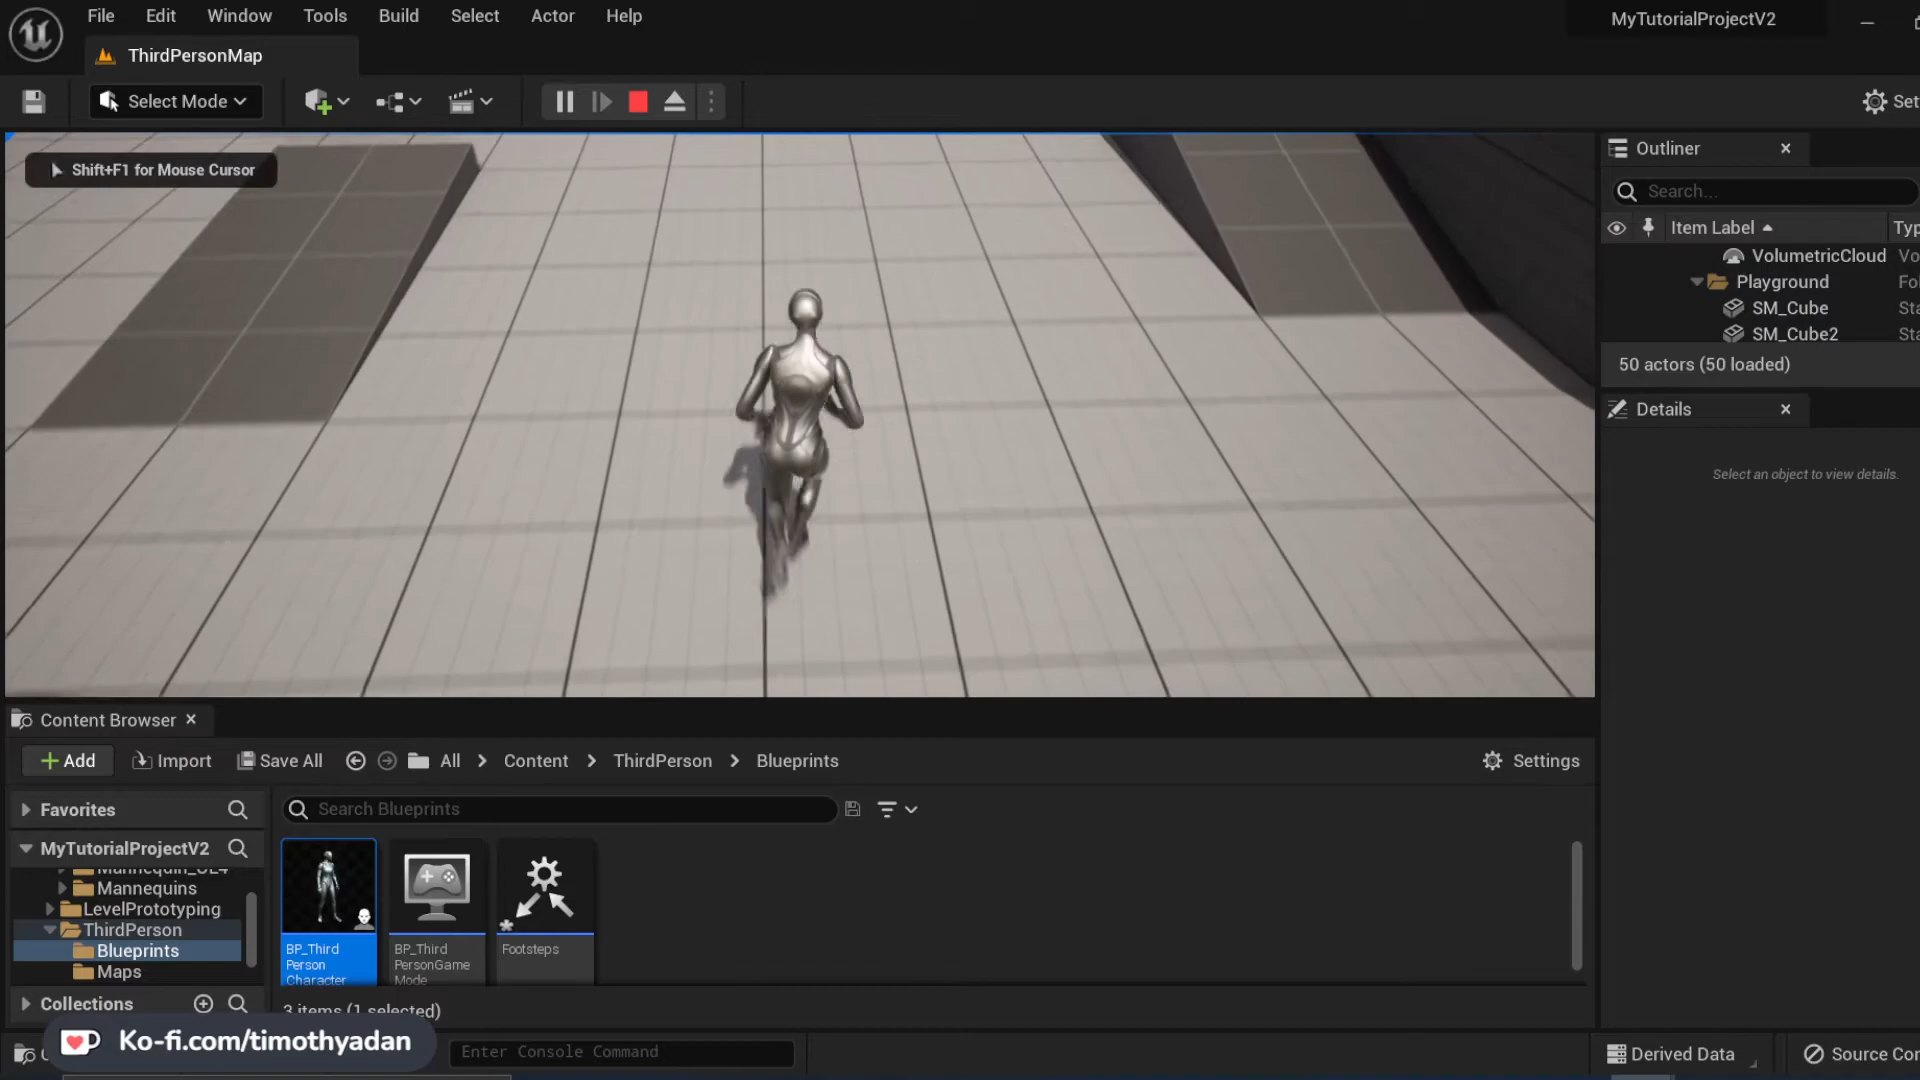 File Edit Window Tools Build Select Actor Help
MyTutorialProjectV2
ThirdPersonMap
Select Mode
Shift+F1 for Mouse Cursor
Outliner
Search...
Item Label
VolumetricCloud
Playground
SM_Cube
SM_Cube2
50 actors (50 loaded)
Details
Select an object to view details.
Content Browser
Add Import Save All All Content ThirdPerson Blueprints Settings
Favorites
Search Blueprints
MyTutorialProjectV2
Mannequins
LevelPrototyping
ThirdPerson
Blueprints
Maps
Collections
BP_Third
Person
Character
BP_Third
PersonGame
Mode
Footsteps
3 items (1 selected)
Ko-fi.com/timothyadan
Enter Console Command
Derived Data
Source